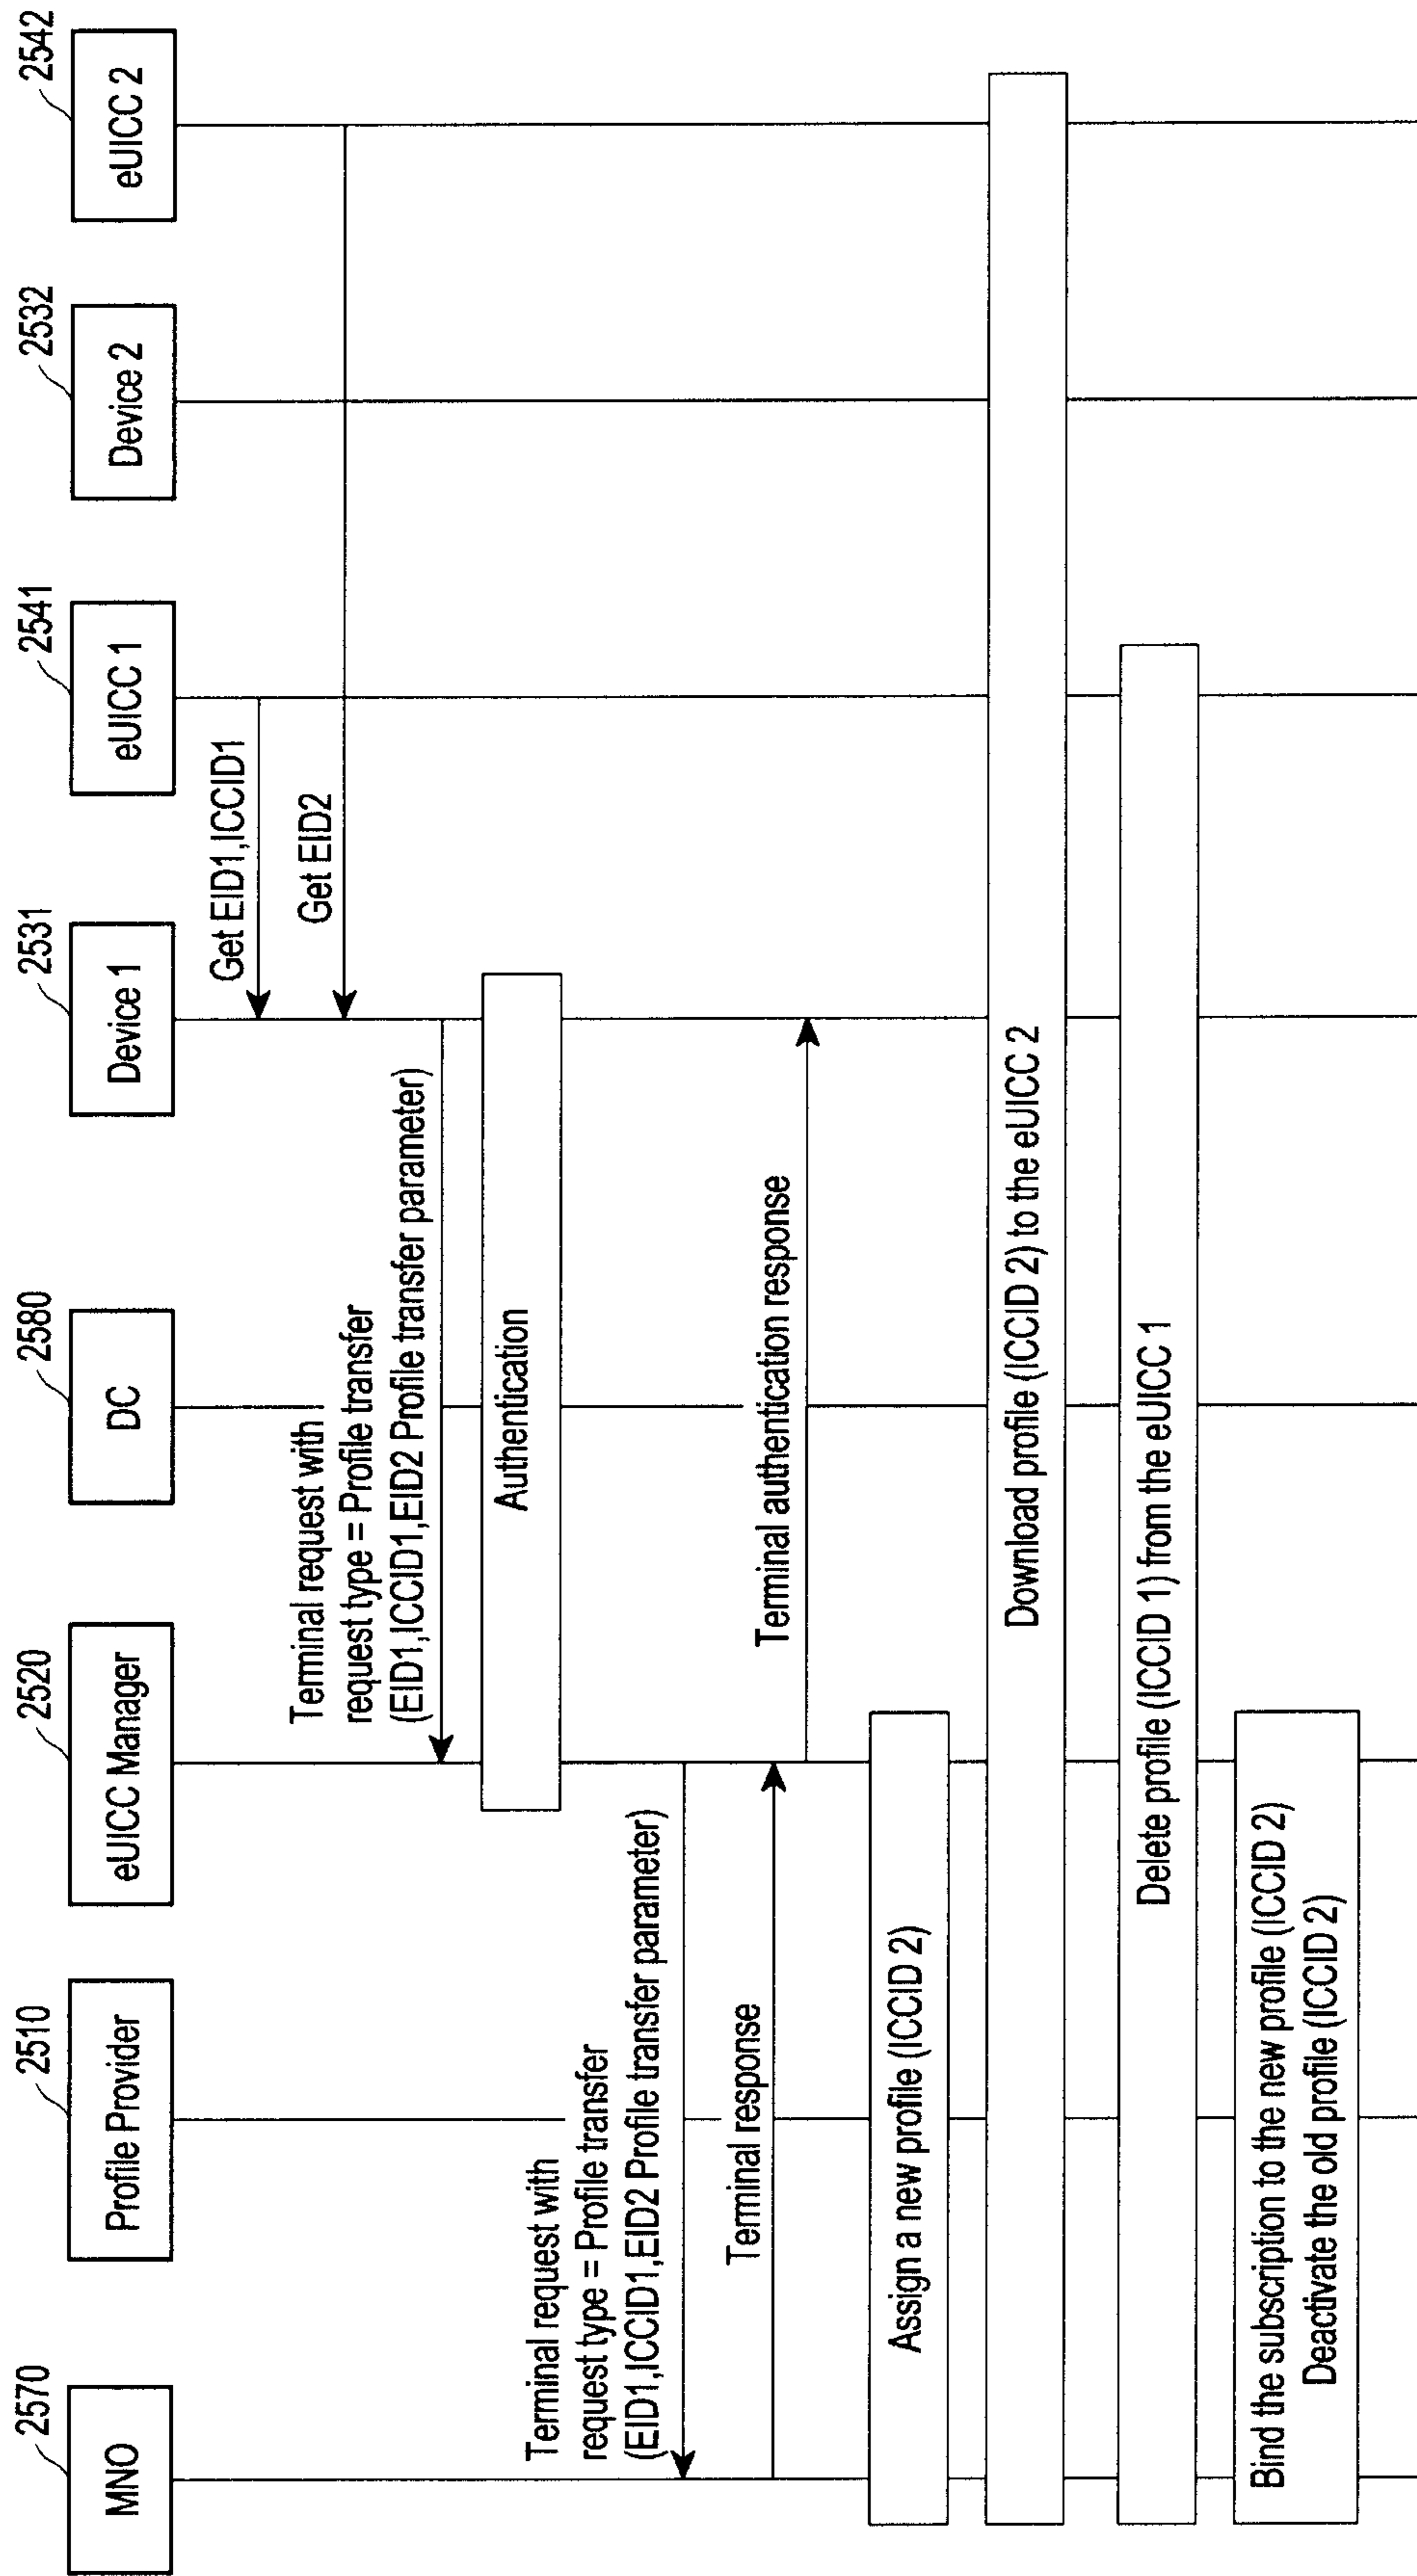 MNO
2570
Profile Provider
2510
eUICC Manager
2520
DC
2580
Device 1
2531
eUICC 1
2541
Device 2
2532
eUICC 2
2542
Get EID1,ICCID1
Get EID2
Terminal request with
request type = Profile transfer
(EID1,ICCID1,EID2 Profile transfer parameter)
Authentication
Terminal request with
request type = Profile transfer
(EID1,ICCID1,EID2 Profile transfer parameter)
Terminal response
Terminal authentication response
Assign a new profile (ICCID 2)
Download profile (ICCID 2) to the eUICC 2
Delete profile (ICCID 1) from the eUICC 1
Bind the subscription to the new profile (ICCID 2)
Deactivate the old profile (ICCID 2)